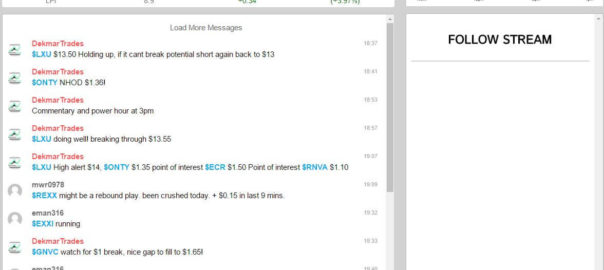 LPI 8.9 +0.34 (+3.97%)
Load More Messages
DekmarTrades 18:37
$LXU $13.50 Holding up, if it cant break potential short again back to $13
DekmarTrades 18:41
$ONTY NHOD $1.36!
DekmarTrades 18:53
Commentary and power hour at 3pm
DekmarTrades 18:57
$LXU doing well! breaking through $13.55
DekmarTrades 19:07
$LXU High alert $14, $ONTY $1.35 point of interest $ECR $1.50 Point of interest $RNVA $1.10
mwr0978 19:09
$REXX might be a rebound play. been crushed today. + $0.15 in last 9 mins.
eman316 19:32
$EXXI running
DekmarTrades 19:33
$GNVC watch for $1 break, nice gap to fill to $1.65!
eman316 19:40
FOLLOW STREAM